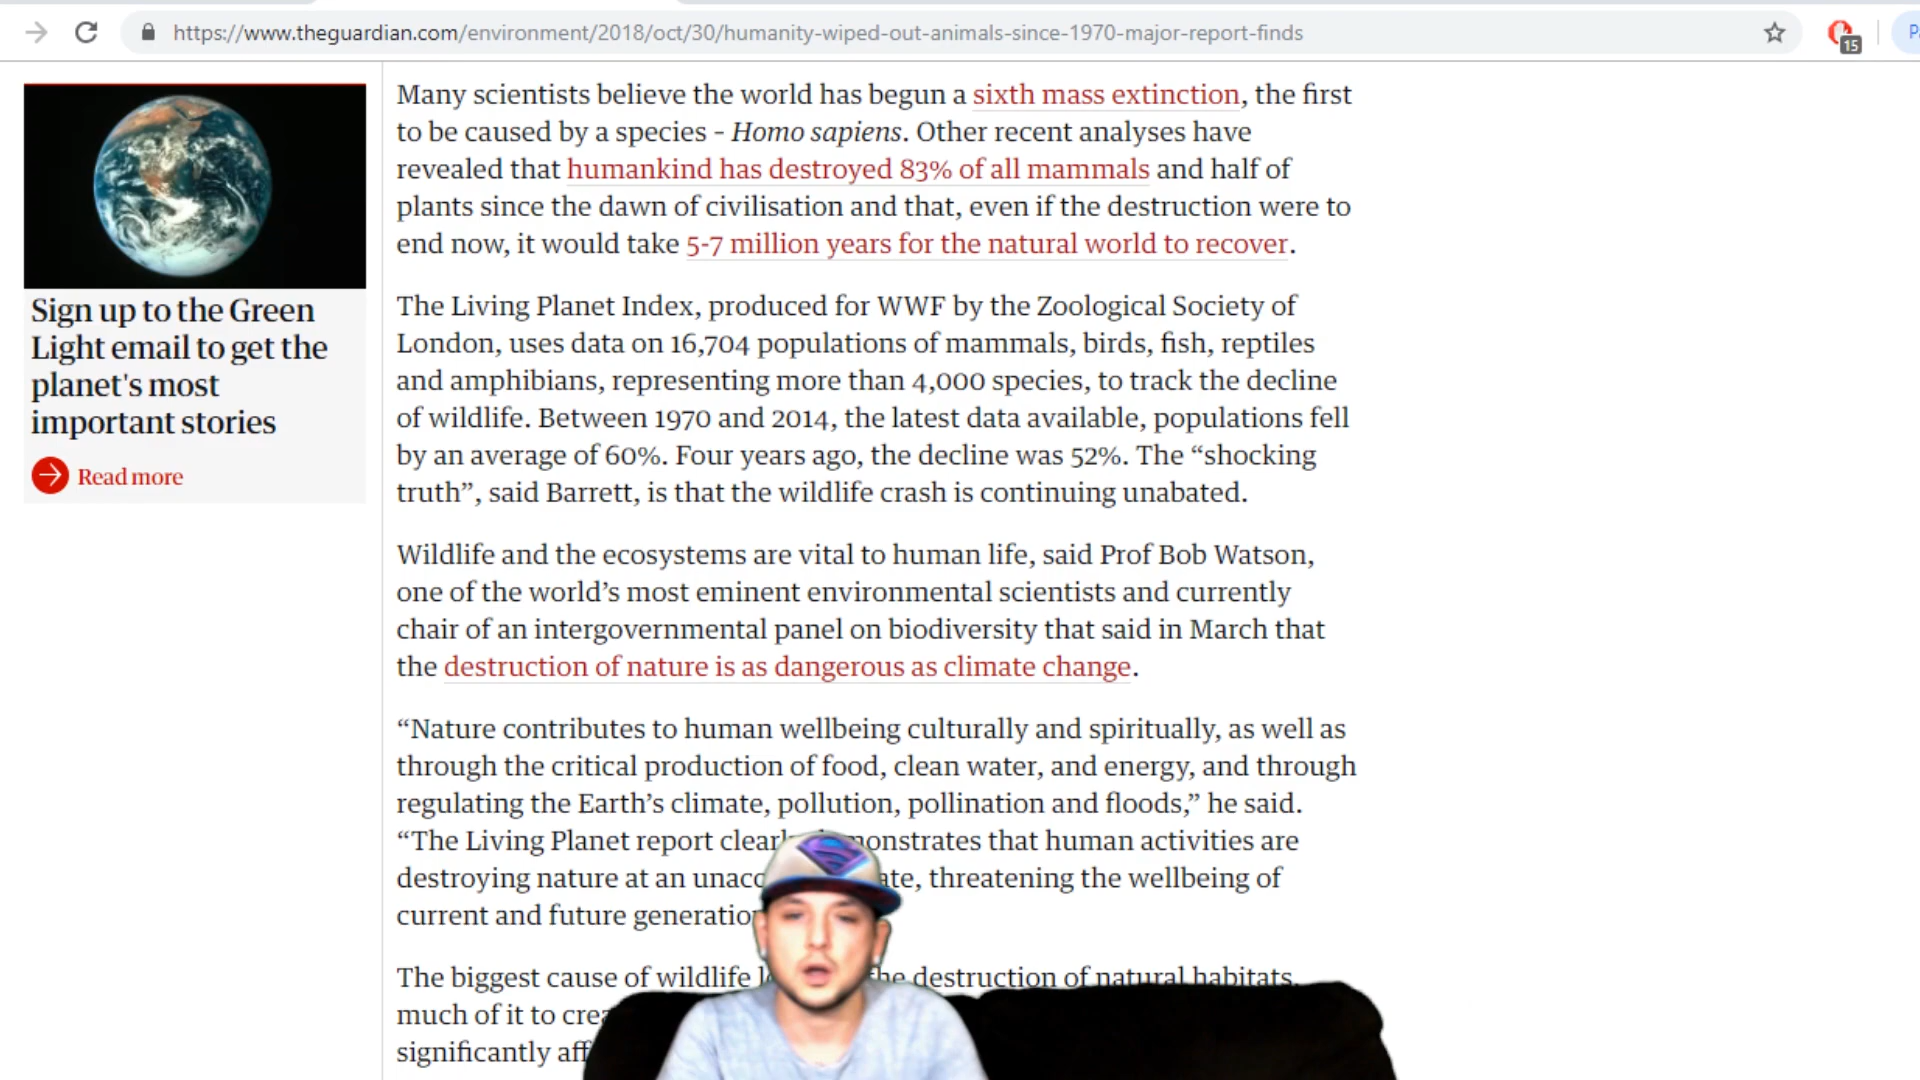 https://www.theguardian.com/environment/2018/oct/30/humanity-wiped-out-animals-since-1970-major-report-finds
15
Sign up to the Green
Light email to get the
planet's most
important stories
Read more
Many scientists believe the world has begun a sixth mass extinction, the first
to be caused by a species - Homo sapiens. Other recent analyses have
revealed that humankind has destroyed 83% of all mammals and half of
plants since the dawn of civilisation and that, even if the destruction were to
end now, it would take 5-7 million years for the natural world to recover.
The Living Planet Index, produced for WWF by the Zoological Society of
London, uses data on 16,704 populations of mammals, birds, fish, reptiles
and amphibians, representing more than 4,000 species, to track the decline
of wildlife. Between 1970 and 2014, the latest data available, populations fell
by an average of 60%. Four years ago, the decline was 52%. The “shocking
truth”, said Barrett, is that the wildlife crash is continuing unabated.
Wildlife and the ecosystems are vital to human life, said Prof Bob Watson,
one of the world’s most eminent environmental scientists and currently
chair of an intergovernmental panel on biodiversity that said in March that
the destruction of nature is as dangerous as climate change.
“Nature contributes to human wellbeing culturally and spiritually, as well as
through the critical production of food, clean water, and energy, and through
regulating the Earth’s climate, pollution, pollination and floods,” he said.
“The Living Planet report that human activities are
destroying nature at an threatening the wellbeing of
current and future
The biggest cause of wildlife destruction of natural habitats,
much of it to
significantly